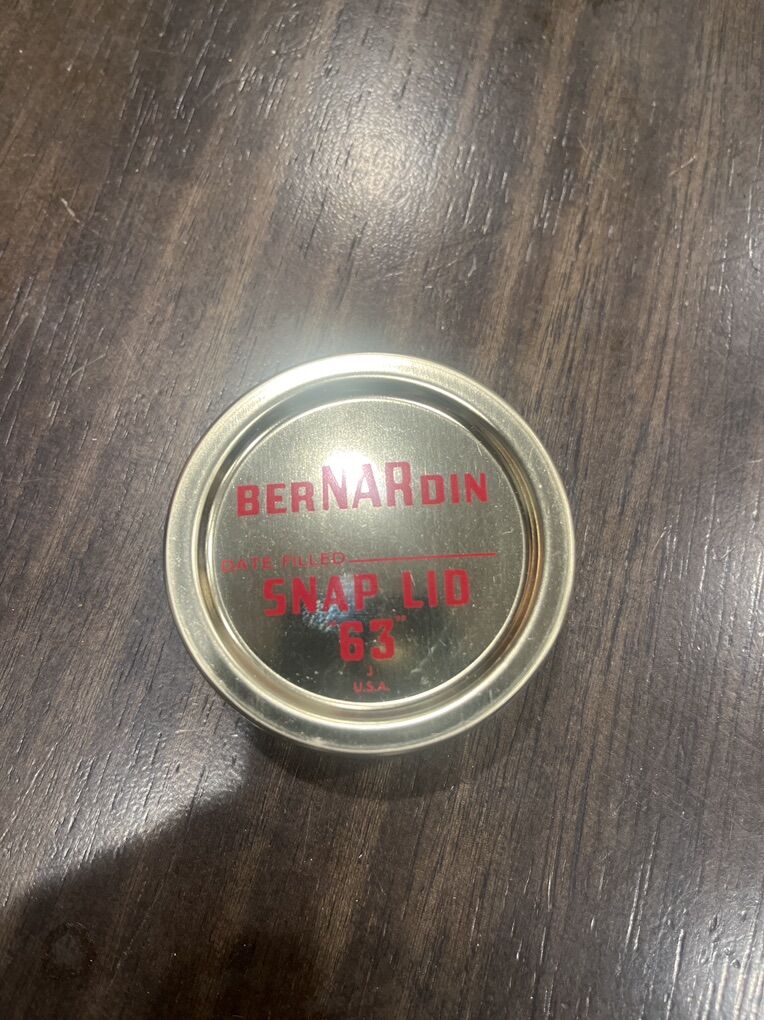 BERNARDIN
DATE FILLED
SNAP LID
"63"
J
U.S.A.